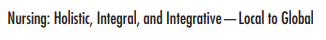 Nursing: Holistic, Integral, and Integrative—Local to Global